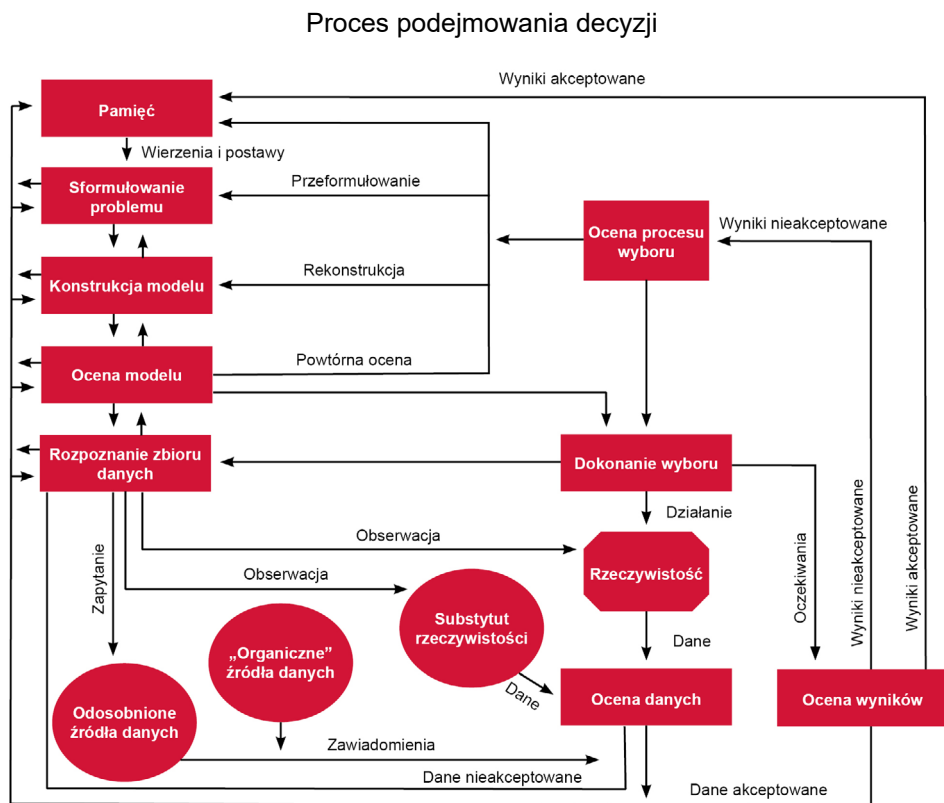 Proces podejmowania decyzji
Wyniki akceptowane
Pamięć
Wierzenia i postawy
Sformułowanie
problemu
Przeformułowanie
Ocena procesu
wyboru
Wyniki nieakceptowane
Konstrukcja modelu
Rekonstrukcja
Ocena modelu
Powtórna ocena
Rozpoznanie zbioru
danych
Dokonanie wyboru
Działanie
Obserwacja
Rzeczywistość
Zapytanie
Obserwacja
Substytut
rzeczywistości
Oczekiwania
Wyniki nieakceptowane
Wyniki akceptowane
„Organiczne”
źródła danych
Dane
Dane
Odosobnione
źródła danych
Ocena danych
Ocena wyników
Zawiadomienia
Dane nieakceptowane
Dane akceptowane